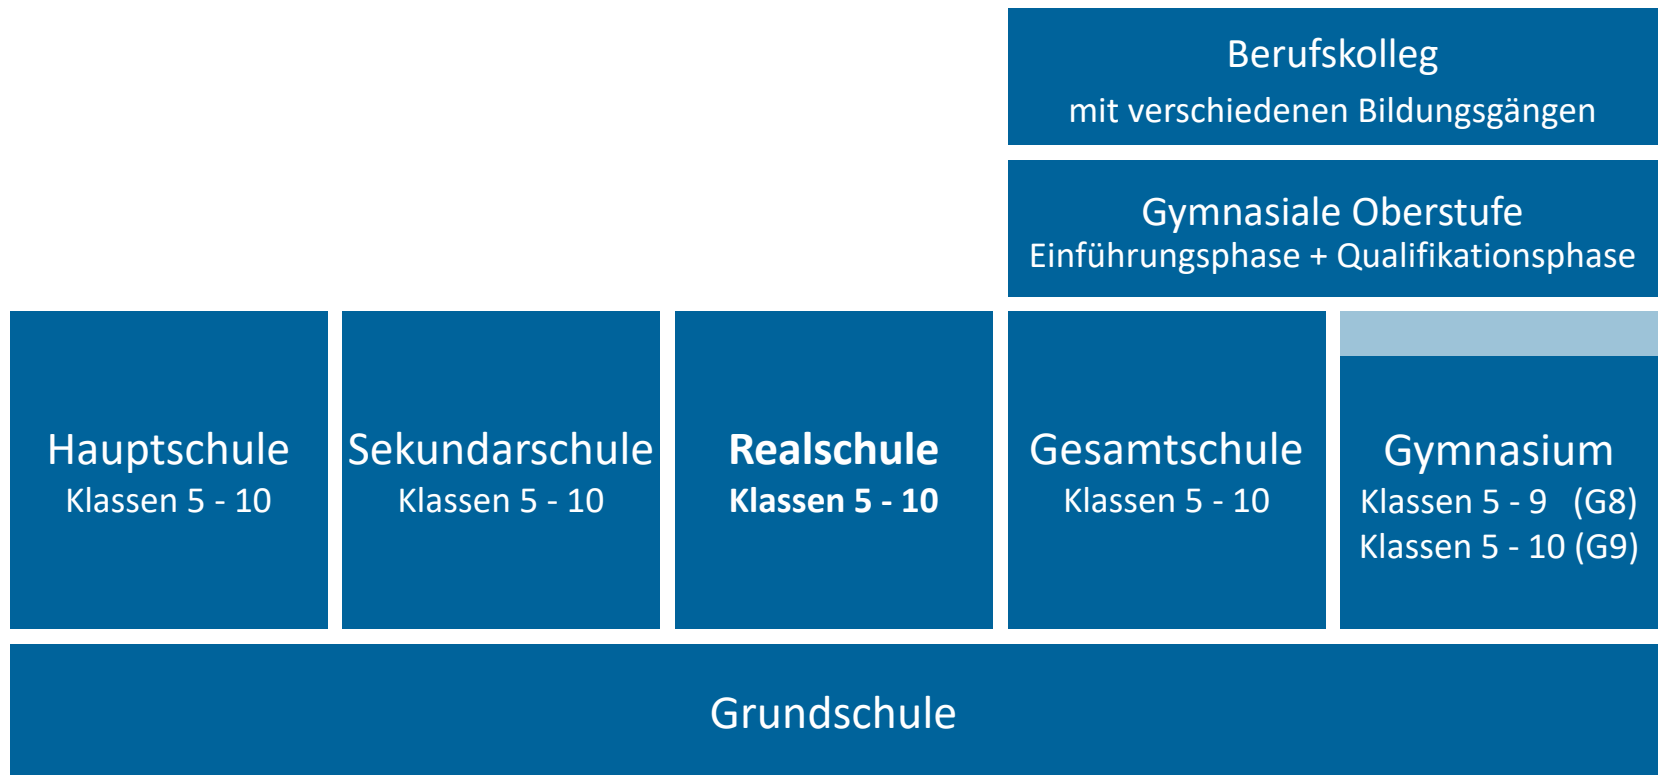 Berufskolleg
mit verschiedenen Bildungsgängen
Gymnasiale Oberstufe
Einführungsphase + Qualifikationsphase
Hauptschule
Klassen 5 - 10
Sekundarschule
Klassen 5 - 10
Realschule
Klassen 5 - 10
Gesamtschule
Klassen 5 - 10
Gymnasium
Klassen 5 - 9 (G8)
Klassen 5 - 10 (G9)
Grundschule